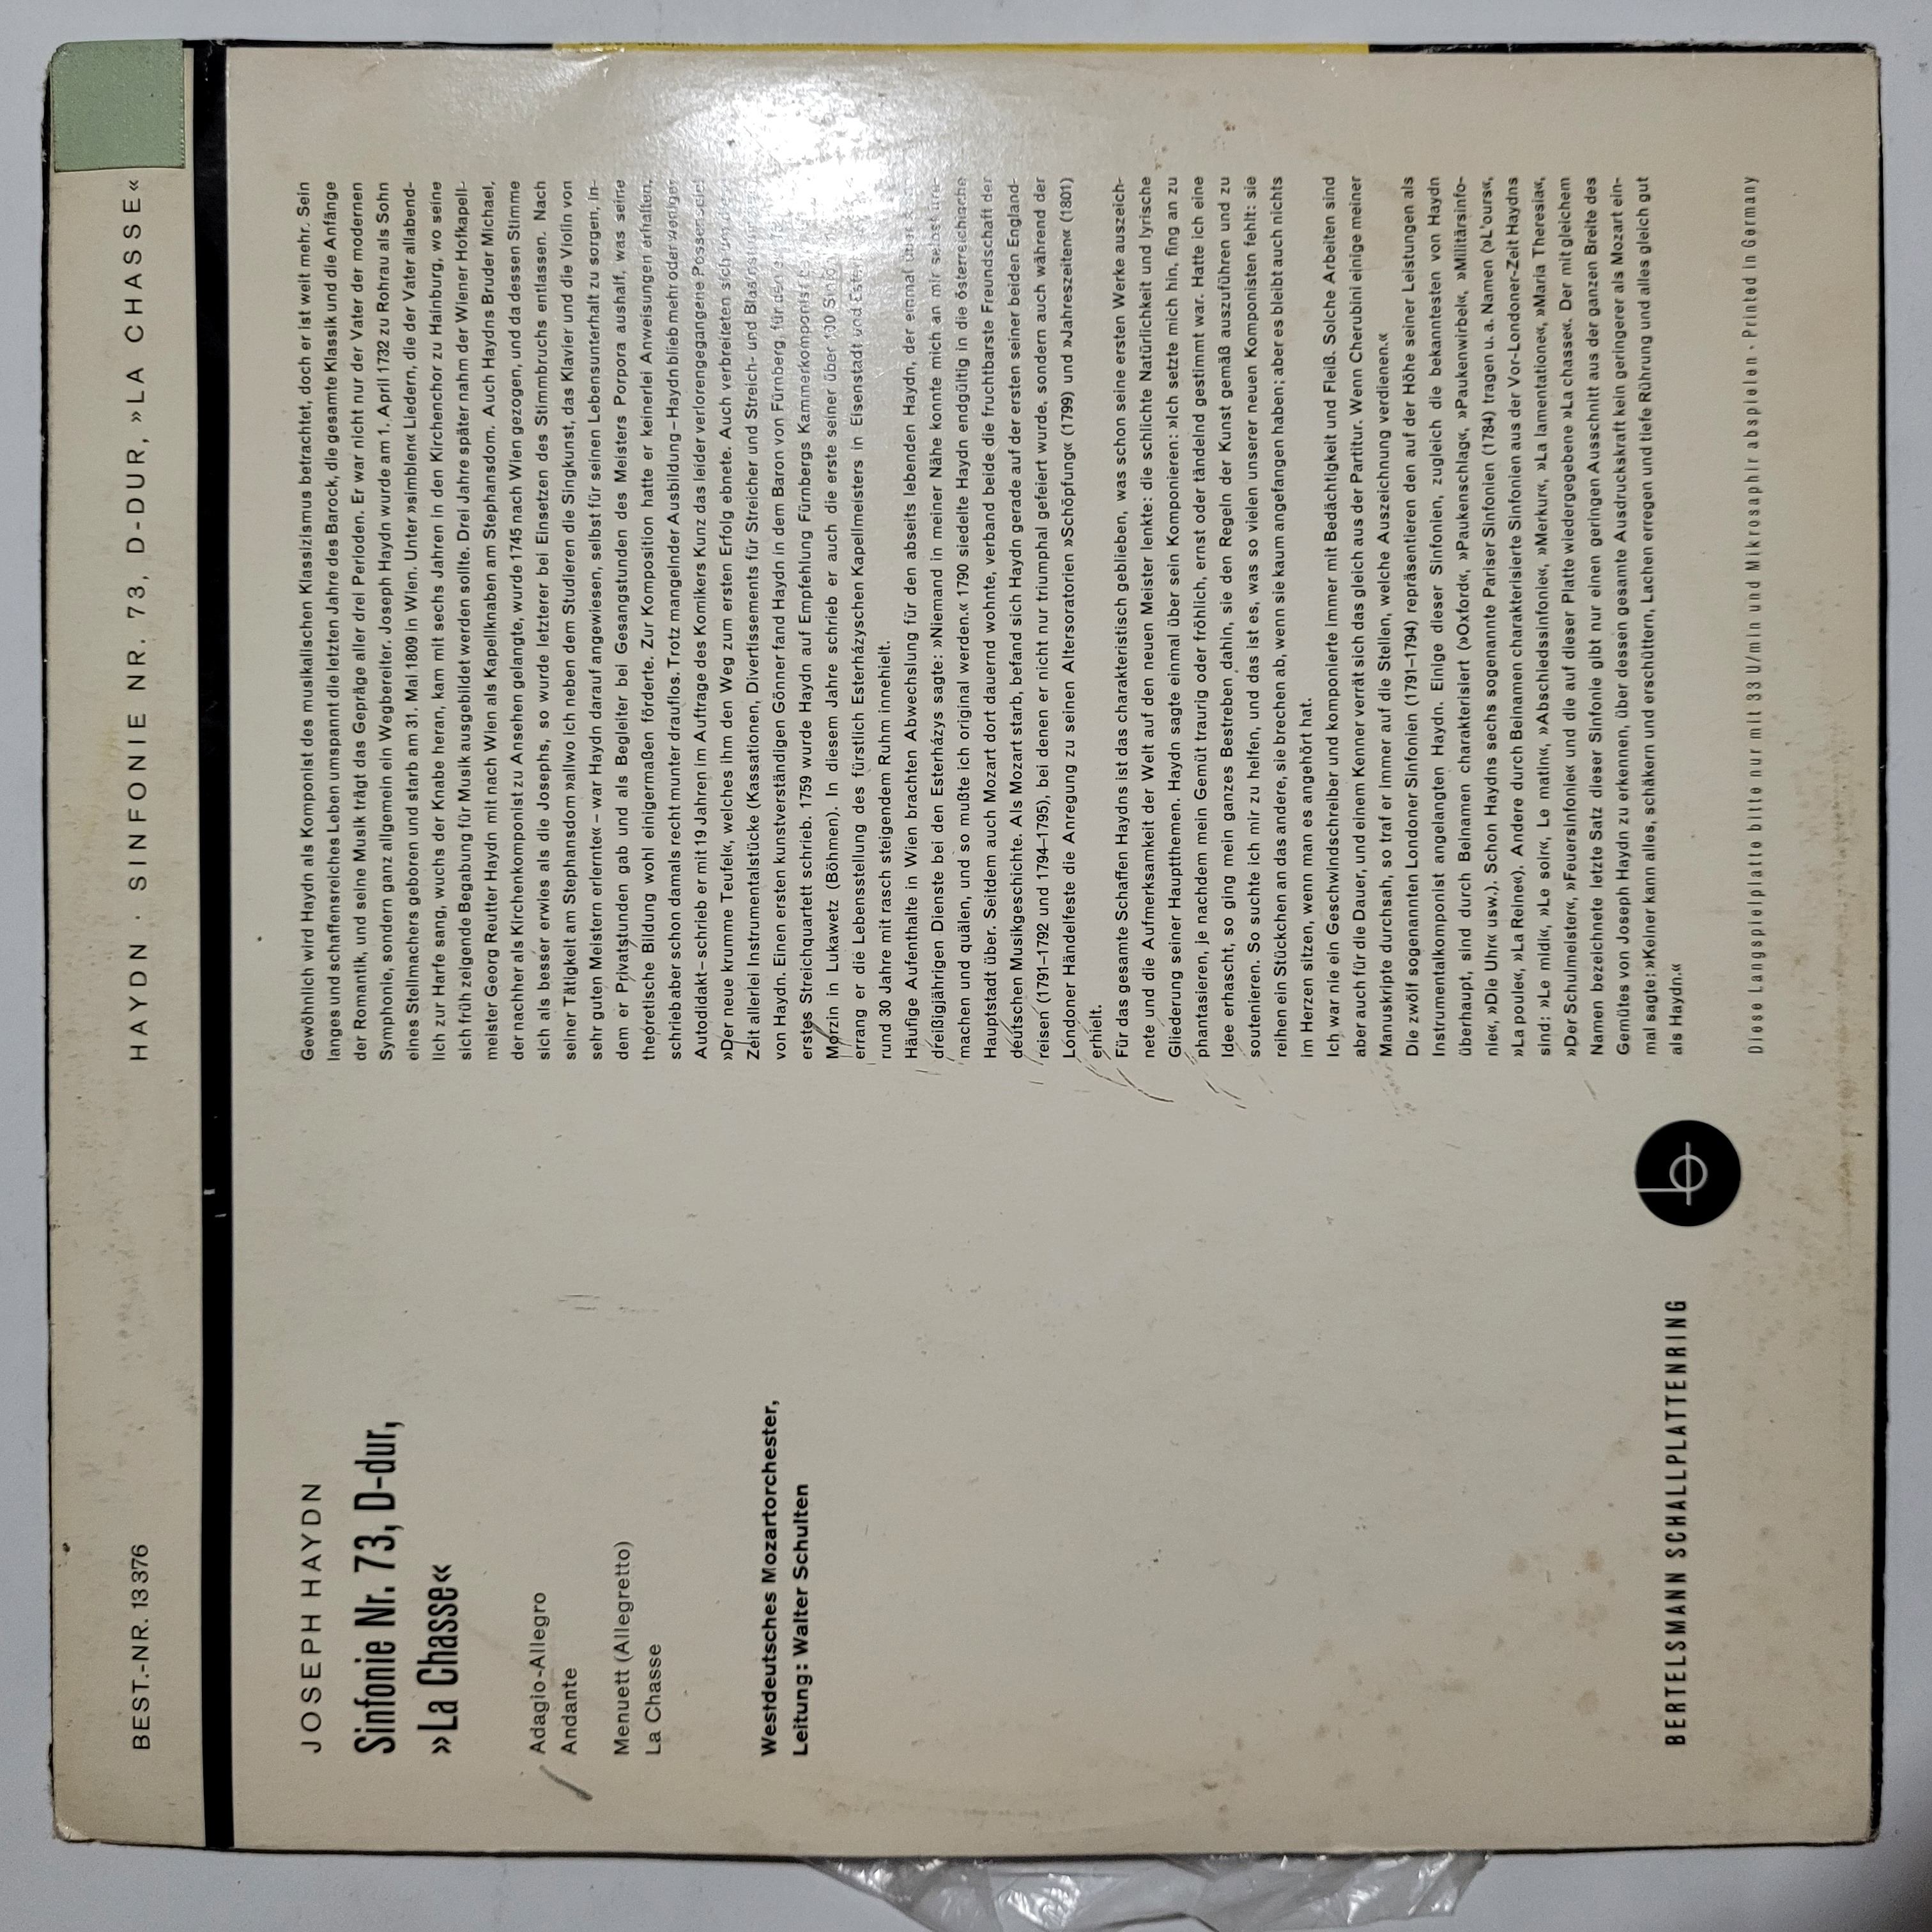 BEST.-NR. 13376
HAYDN · SINFONIE NR. 73, D-DUR, »LA CHASSE«
JOSEPH HAYDN
Sinfonie Nr. 73, D-dur,
»La Chasse«
Adagio-Allegro
Andante
Menuett (Allegretto)
La Chasse
Westdeutsches Mozartorchester,
Leitung: Walter Schulten
BERTELSMANN SCHALLPLATTENRING
Gewöhnlich wird Haydn als Komponist des musikalischen Klassizismus betrachtet, doch er ist weit mehr. Sein
langes und schaffensreiches Leben umspannt die letzten Jahre des Barock, die gesamte Klassik und die Anfänge
der Romantik, und seine Musik trägt das Gepräge aller drei Perioden. Er war nicht nur der Vater der modernen
Symphonie, sondern ganz allgemein ein Wegbereiter. Joseph Haydn wurde am 1. April 1732 zu Rohrau als Sohn
eines Stellmachers geboren und starb am 31. Mai 1809 in Wien. Unter »simblen« Liedern, die der Vater allabend-
lich zur Harfe sang, wuchs der Knabe heran, kam mit sechs Jahren in den Kirchenchor zu Hainburg, wo seine
sich früh zeigende Begabung für Musik ausgebildet werden sollte. Drei Jahre später nahm der Wiener Hofkapell-
meister Georg Reutter Haydn mit nach Wien als Kapellknaben am Stephansdom. Auch Haydns Bruder Michael,
der nachher als Kirchenkomponist zu Ansehen gelangte, wurde 1745 nach Wien gezogen, und da dessen Stimme
sich als besser erwies als die Josephs, so wurde letzterer bei Einsetzen des Stimmbruchs entlassen. Nach
seiner Tätigkeit am Stephansdom »allwo ich neben dem Studieren die Singkunst, das Klavier und die Violin von
sehr guten Meistern erlernte« – war Haydn darauf angewiesen, selbst für seinen Lebensunterhalt zu sorgen, in-
dem er Privatstunden gab und als Begleiter bei Gesangstunden des Meisters Porpora aushalf, was seine
theoretische Bildung wohl einigermaßen förderte. Zur Komposition hatte er keinerlei Anweisungen erhalten,
schrieb aber schon damals recht munter drauflos. Trotz mangelnder Ausbildung – Haydn blieb mehr oder weniger
Autodidakt – schrieb er mit 19 Jahren im Auftrage des Komikers Kunz das leider verlorengegangene Possenspiel
»Der neue krumme Teufel«, welches ihm den Weg zum ersten Erfolg ebnete. Auch verbreiteten sich um
Zeit allerlei Instrumentalstücke (Kassationen, Divertissements für Streicher und Streich- und Blasinstrumente)
von Haydn. Einen ersten kunstverständigen Gönner fand Haydn in dem Baron von Fürnberg, für den er
erstes Streichquartett schrieb. 1759 wurde Haydn auf Empfehlung Fürnbergs Kammerkomponist
Morzin in Lukawetz (Böhmen). In diesem Jahre schrieb er auch die erste seiner über 100 Sinfonien
errang er die Lebensstellung des fürstlich Esterházyschen Kapellmeisters in Eisenstadt und
rund 30 Jahre mit rasch steigendem Ruhm innehielt.
Häufige Aufenthalte in Wien brachten Abwechslung für den abseits lebenden Haydn, der einmal über
dreißigjährigen Dienste bei den Esterházys sagte: »Niemand in meiner Nähe konnte mich an mir selbst irre-
machen und quälen, und so mußte ich original werden.« 1790 siedelte Haydn endgültig in die österreichische
Hauptstadt über. Seitdem auch Mozart dort dauernd wohnte, verband beide die fruchtbarste Freundschaft der
deutschen Musikgeschichte. Als Mozart starb, befand sich Haydn gerade auf der ersten seiner beiden England-
reisen (1791–1792 und 1794–1795), bei denen er nicht nur triumphal gefeiert wurde, sondern auch während der
Londoner Händelfeste die Anregung zu seinen Altersoratorien »Schöpfung« (1799) und »Jahreszeiten« (1801)
erhielt.
Für das gesamte Schaffen Haydns ist das charakteristisch geblieben, was schon seine ersten Werke auszeich-
nete und die Aufmerksamkeit der Welt auf den neuen Meister lenkte: die schlichte Natürlichkeit und lyrische
Gliederung seiner Hauptthemen. Haydn sagte einmal über sein Komponieren: »Ich setzte mich hin, fing an zu
phantasieren, je nachdem mein Gemüt traurig oder fröhlich, ernst oder tändelnd gestimmt war. Hatte ich eine
Idee erhascht, so ging mein ganzes Bestreben dahin, sie den Regeln der Kunst gemäß auszuführen und zu
soutenieren. So suchte ich mir zu helfen, und das ist es, was so vielen unserer neuen Komponisten fehlt: sie
reihen ein Stückchen an das andere, sie brechen ab, wenn sie kaum angefangen haben; aber es bleibt auch nichts
im Herzen sitzen, wenn man es angehört hat.
Ich war nie ein Geschwindschreiber und komponierte immer mit Bedächtigkeit und Fleiß. Solche Arbeiten sind
aber auch für die Dauer, und einem Kenner verrät sich das gleich aus der Partitur. Wenn Cherubini einige meiner
Manuskripte durchsah, so traf er immer auf die Stellen, welche Auszeichnung verdienen.«
Die zwölf sogenannten Londoner Sinfonien (1791–1794) repräsentieren den auf der Höhe seiner Leistungen als
Instrumentalkomponist angelangten Haydn. Einige dieser Sinfonien, zugleich die bekanntesten von Haydn
überhaupt, sind durch Beinamen charakterisiert (»Oxford«, »Paukenschlag«, »Paukenwirbel«, »Militärsinfo-
nie«, »Die Uhr« usw.). Schon Haydns sechs sogenannte Pariser Sinfonien (1784) tragen u. a. Namen (»L'ours«,
»La poule«, »La Reine«). Andere durch Beinamen charakterisierte Sinfonien aus der Vor-Londoner-Zeit Haydns
sind: »Le midi«, »Le soir«, Le matin«, »Abschiedssinfonie«, »Merkur«, »La lamentatione«, »Maria Theresia«,
»Der Schulmeister«, »Feuersinfonie« und die auf dieser Platte wiedergegebene »La chasse«. Der mit gleichem
Namen bezeichnete letzte Satz dieser Sinfonie gibt nur einen geringen Ausschnitt aus der ganzen Breite des
Gemütes von Joseph Haydn zu erkennen, über dessen gesamte Ausdruckskraft kein geringerer als Mozart ein-
mal sagte: »Keiner kann alles, schäkern und erschüttern, Lachen erregen und tiefe Rührung und alles gleich gut
als Haydn.«
Diese Langspielplatte bitte nur mit 33 U/min und Mikrosaphir abspielen · Printed in Germany